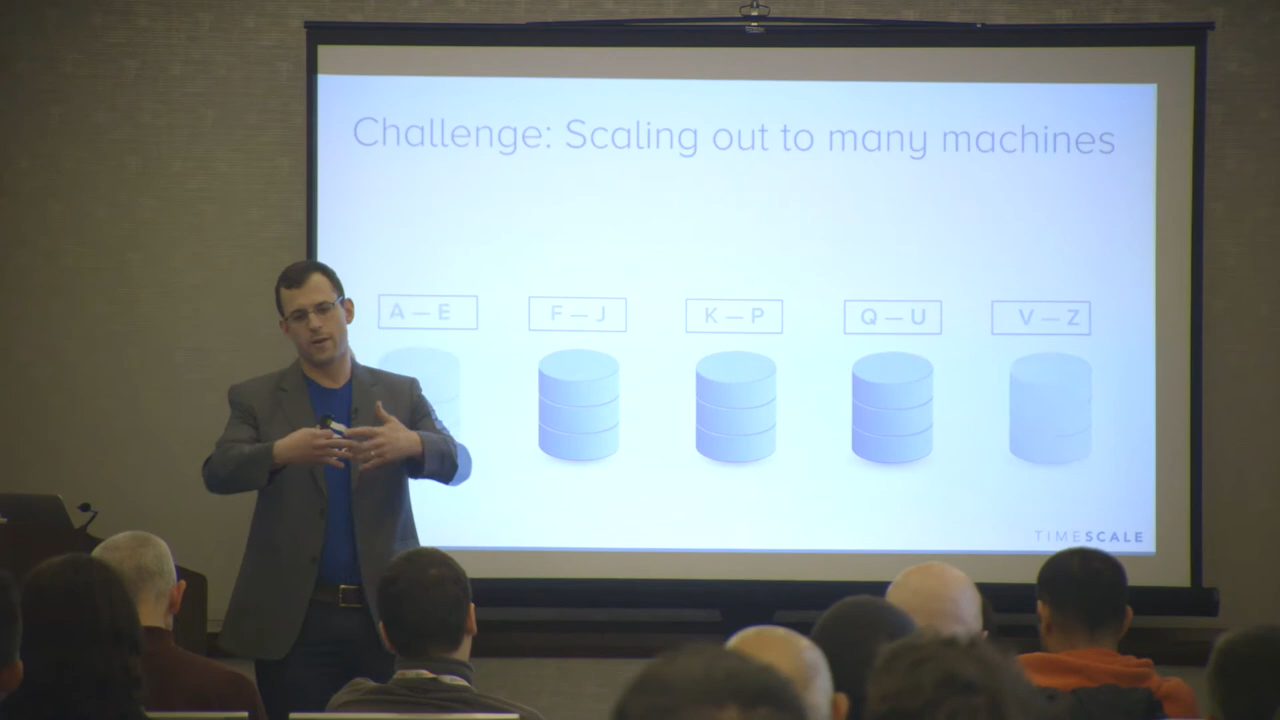 Challenge: Scaling out to many machines
A — E
F — J
K — P
Q — U
V — Z
TIMESCALE